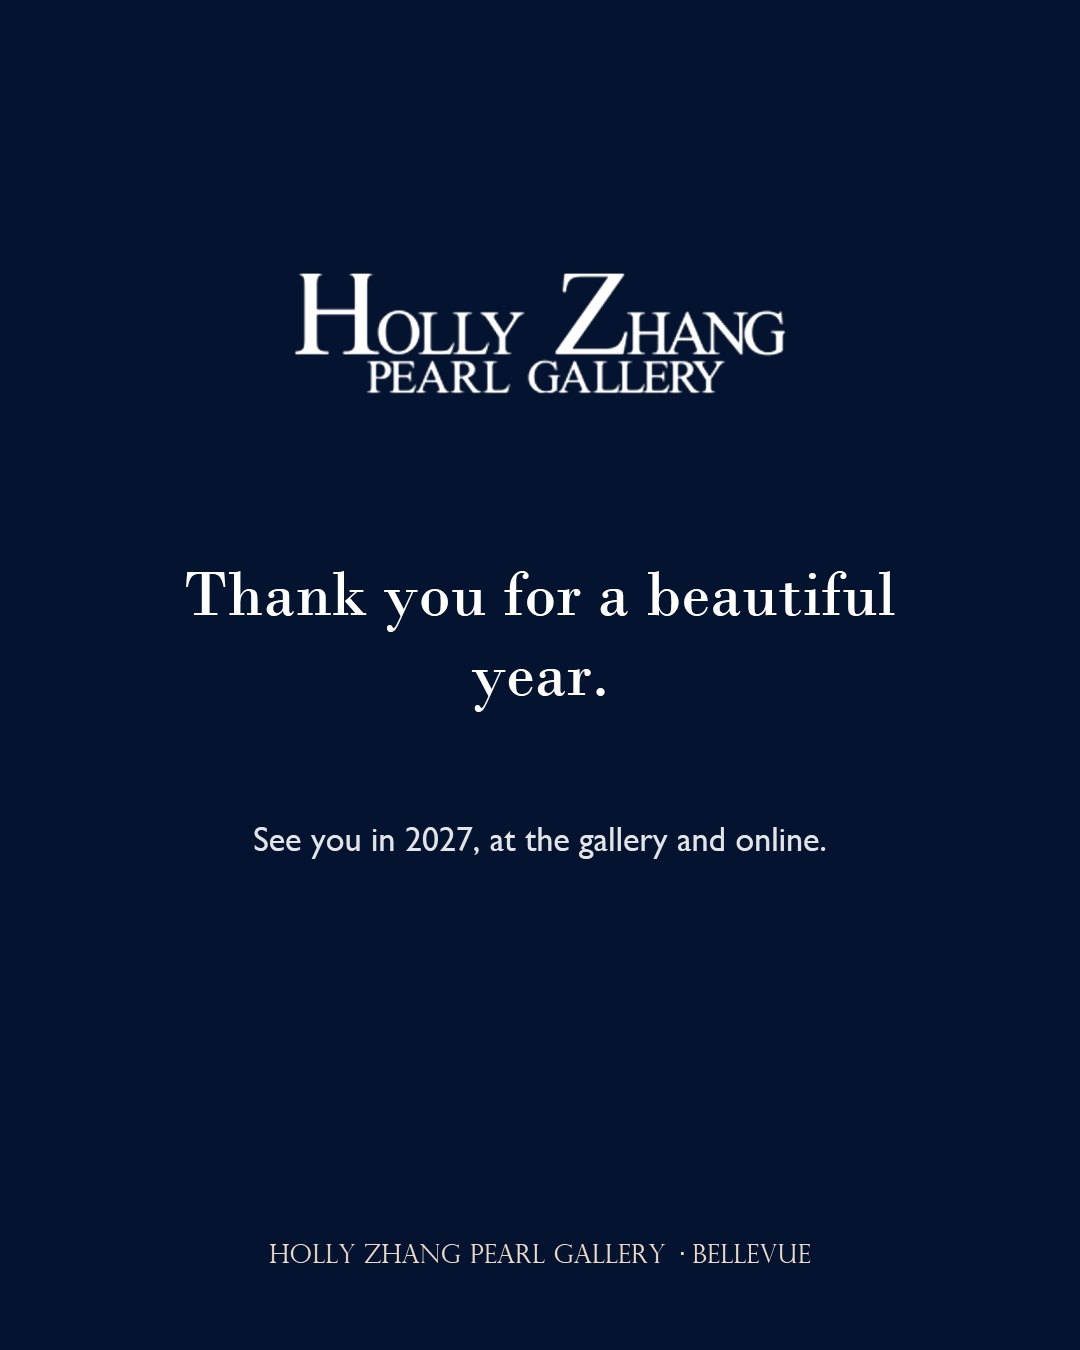 HOLLY ZHANG
PEARL GALLERY
Thank you for a beautiful
year.
See you in 2027, at the gallery and online.
HOLLY ZHANG PEARL GALLERY · BELLEVUE